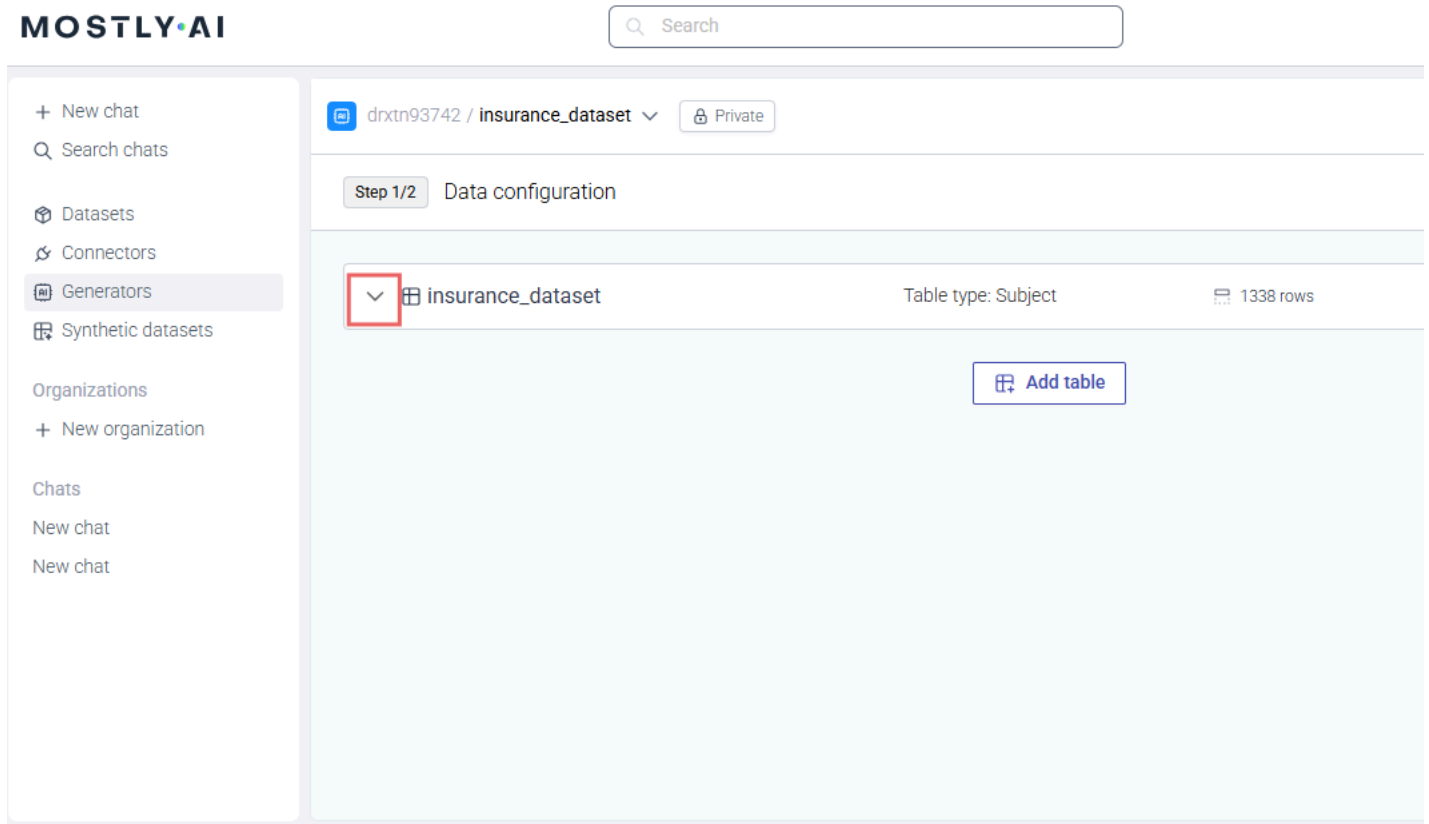 MOSTLY AI
Search
+ New chat
Search chats
Datasets
Connectors
Generators
Synthetic datasets
Organizations
+ New organization
Chats
New chat
New chat
drxtn93742 / insurance_dataset
Private
Step 1/2 Data configuration
insurance_dataset Table type: Subject 1338 rows
Add table